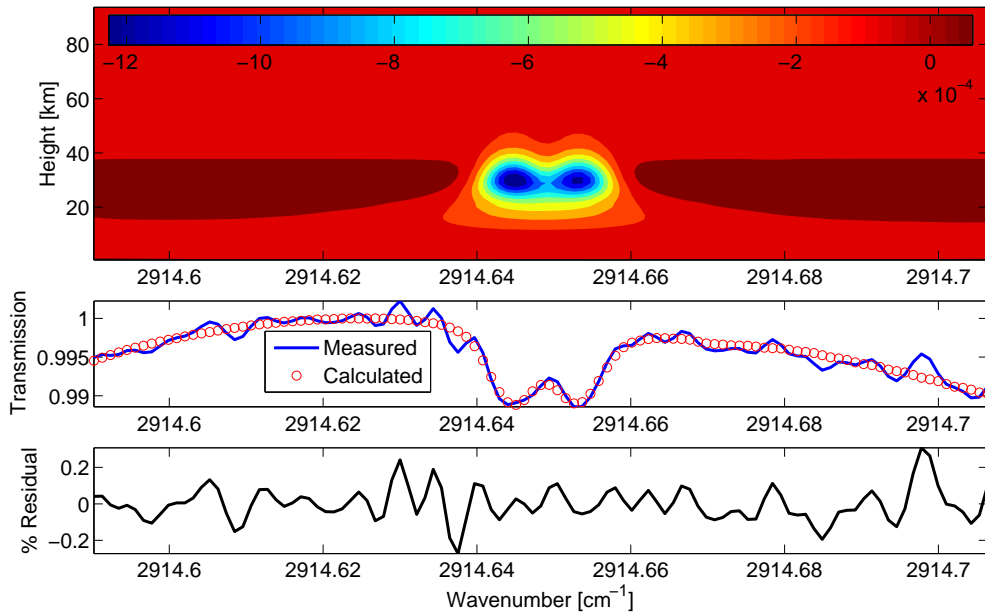 80
60
40
20
Height [km]
−12 −10 −8 −6 −4 −2 0
x 10⁻⁴
2914.6 2914.62 2914.64 2914.66 2914.68 2914.7
Transmission
1
0.995
0.99
Measured
Calculated
2914.6 2914.62 2914.64 2914.66 2914.68 2914.7
% Residual
0.2
0
−0.2
2914.6 2914.62 2914.64 2914.66 2914.68 2914.7
Wavenumber [cm⁻¹]